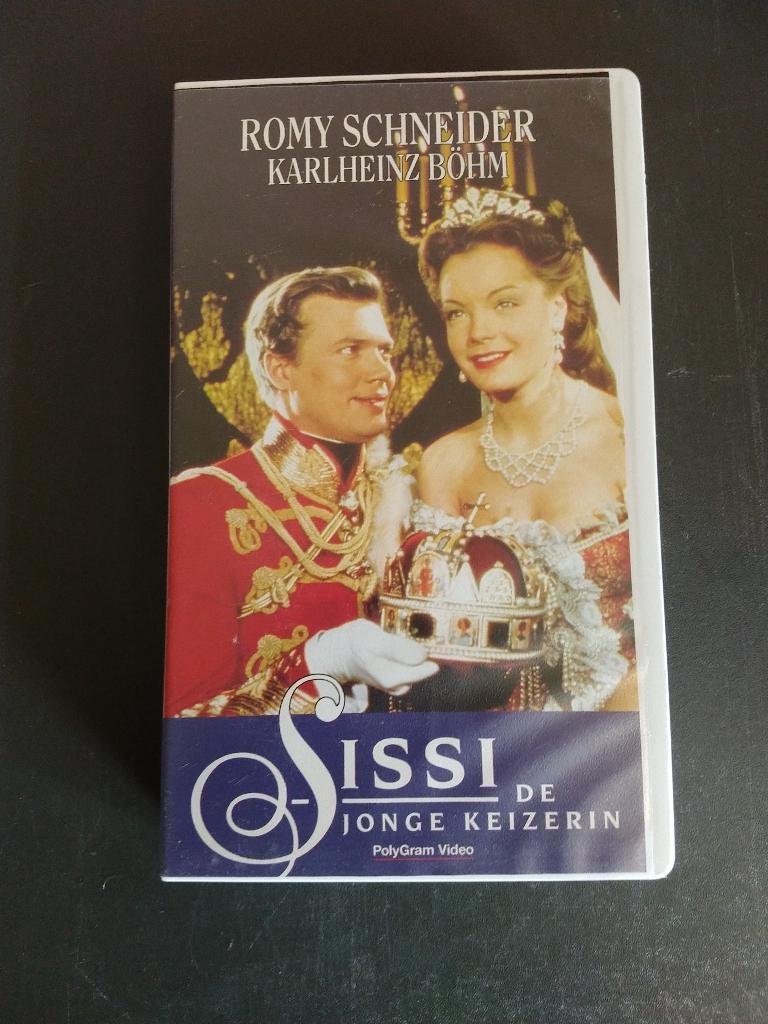 ROMY SCHNEIDER
KARLHEINZ BÖHM
SISSI
DE
JONGE KEIZERIN
PolyGram Video